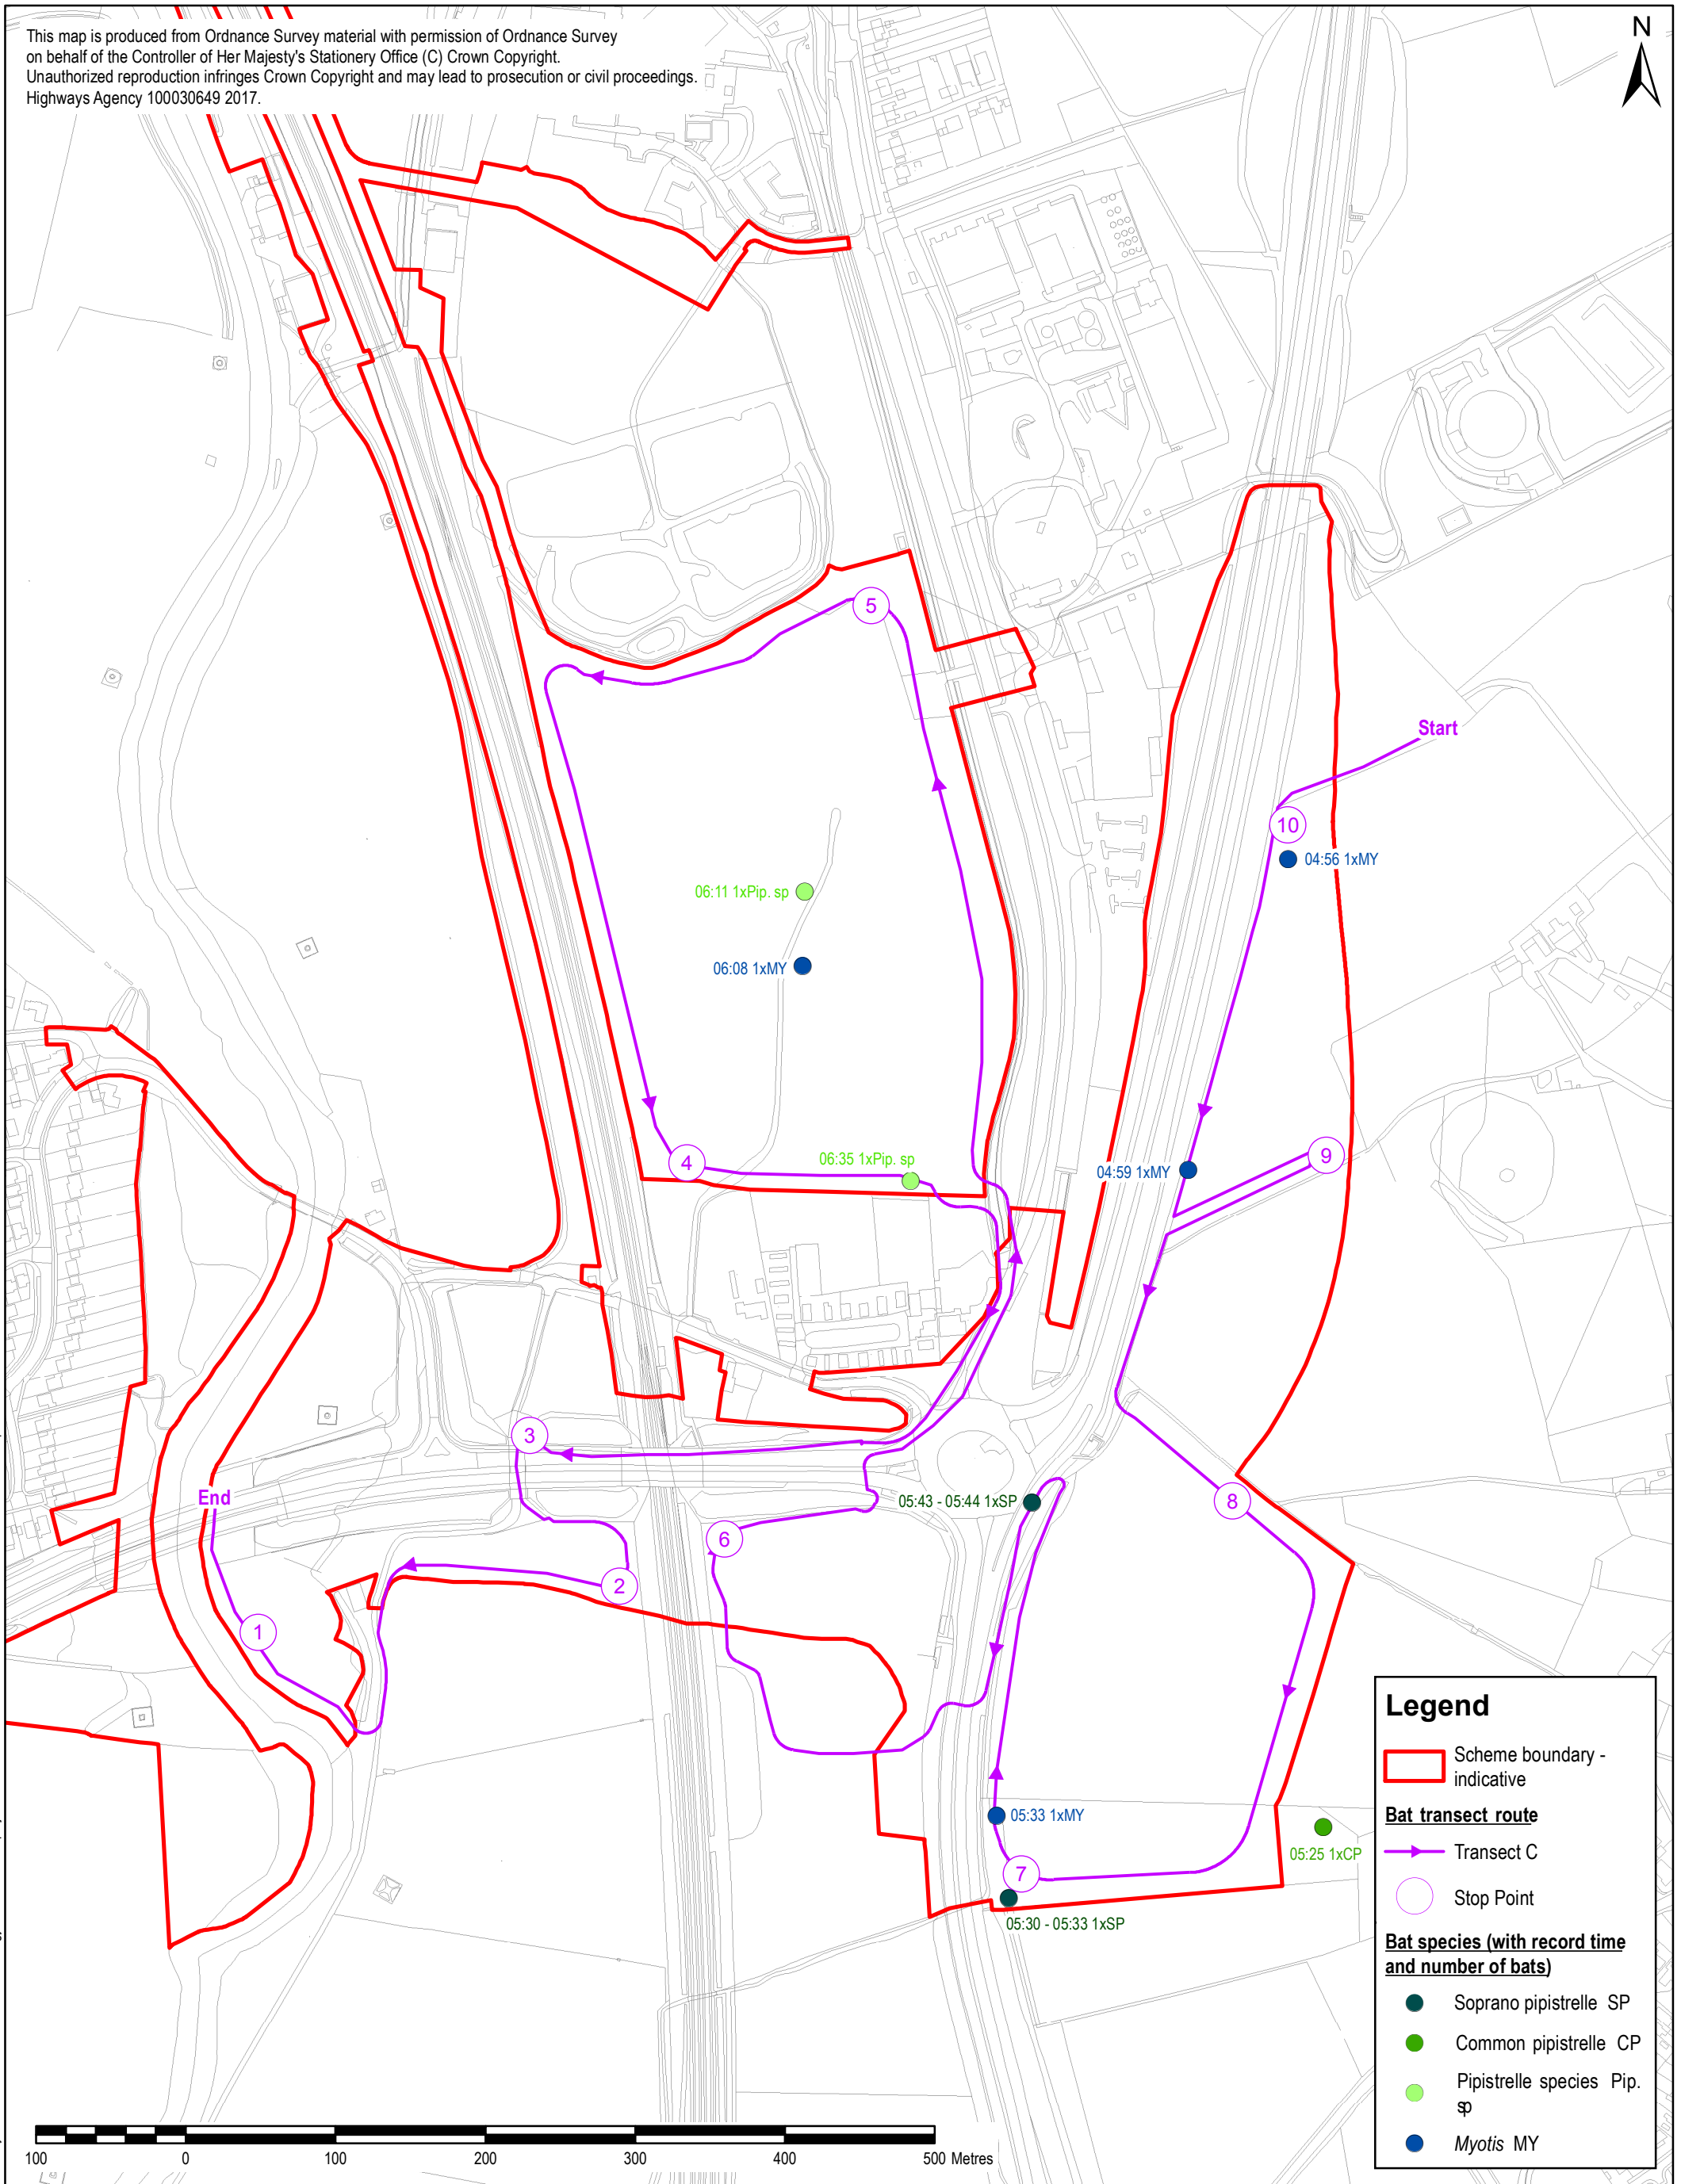 This map is produced from Ordnance Survey material with permission of Ordnance Survey
on behalf of the Controller of Her Majesty's Stationery Office (C) Crown Copyright.
Unauthorized reproduction infringes Crown Copyright and may lead to prosecution or civil proceedings.
Highways Agency 100030649 2017.
N
5
Start
10
04:56 1xMY
06:11 1xPip. sp
06:08 1xMY
4
06:35 1xPip. sp
04:59 1xMY
9
3
End
05:43 - 05:44 1xSP
8
6
2
1
05:33 1xMY
05:25 1xCP
7
05:30 - 05:33 1xSP
Legend
Scheme boundary -
indicative
Bat transect route
Transect C
Stop Point
Bat species (with record time
and number of bats)
Soprano pipistrelle SP
Common pipistrelle CP
Pipistrelle species Pip.
sp
Myotis MY
100 0 100 200 300 400 500 Metres